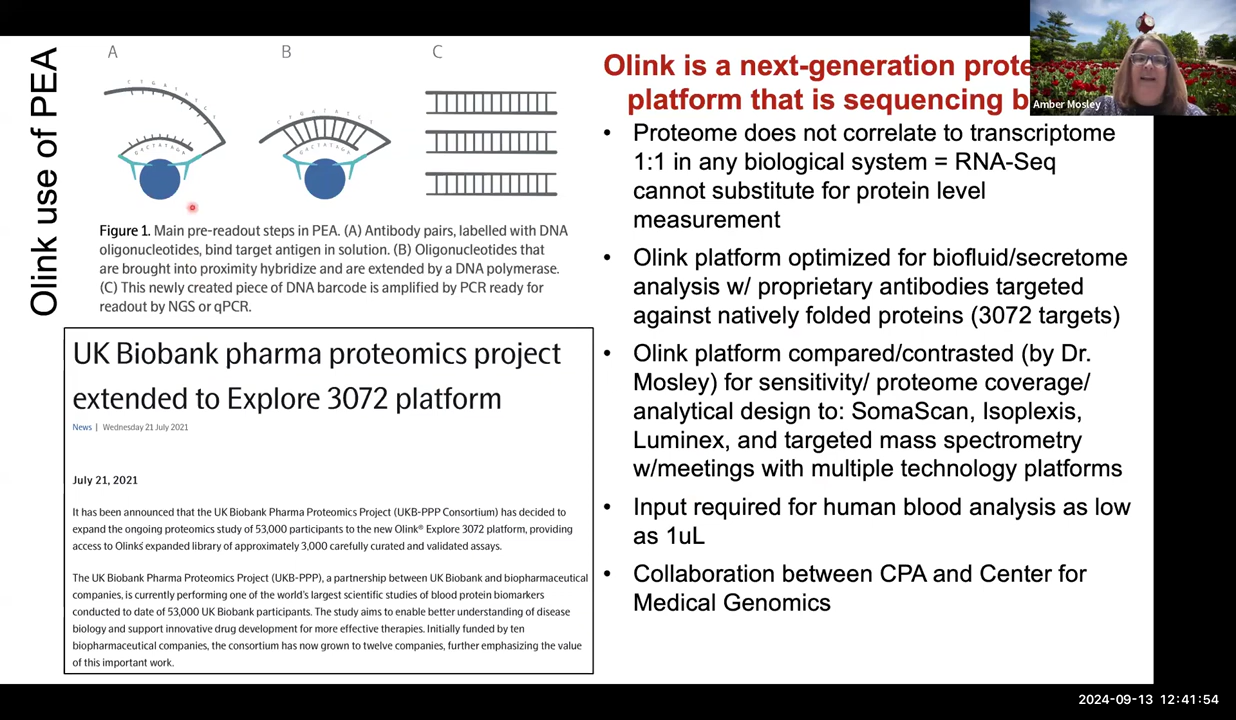 Olink use of PEA
A
B
C
Figure 1. Main pre-readout steps in PEA. (A) Antibody pairs, labelled with DNA
oligonucleotides, bind target antigen in solution. (B) Oligonucleotides that
are brought into proximity hybridize and are extended by a DNA polymerase.
(C) This newly created piece of DNA barcode is amplified by PCR ready for
readout by NGS or qPCR.
UK Biobank pharma proteomics project
extended to Explore 3072 platform
News | Wednesday 21 July 2021
July 21, 2021
It has been announced that the UK Biobank Pharma Proteomics Project (UKB-PPP Consortium) has decided to
expand the ongoing proteomics study of 53,000 participants to the new Olink® Explore 3072 platform, providing
access to Olinks' expanded library of approximately 3,000 carefully curated and validated assays.
The UK Biobank Pharma Proteomics Project (UKB-PPP), a partnership between UK Biobank and biopharmaceutical
companies, is currently performing one of the world's largest scientific studies of blood protein biomarkers
conducted to date of 53,000 UK Biobank participants. The study aims to enable better understanding of disease
biology and support innovative drug development for more effective therapies. Initially funded by ten
biopharmaceutical companies, the consortium has now grown to twelve companies, further emphasizing the value
of this important work.
Olink is a next-generation prote
platform that is sequencing b
• Proteome does not correlate to transcriptome
1:1 in any biological system = RNA-Seq
cannot substitute for protein level
measurement
• Olink platform optimized for biofluid/secretome
analysis w/ proprietary antibodies targeted
against natively folded proteins (3072 targets)
• Olink platform compared/contrasted (by Dr.
Mosley) for sensitivity/ proteome coverage/
analytical design to: SomaScan, Isoplexis,
Luminex, and targeted mass spectrometry
w/meetings with multiple technology platforms
• Input required for human blood analysis as low
as 1uL
• Collaboration between CPA and Center for
Medical Genomics
Amber Mosley
2024-09-13 12:41:54